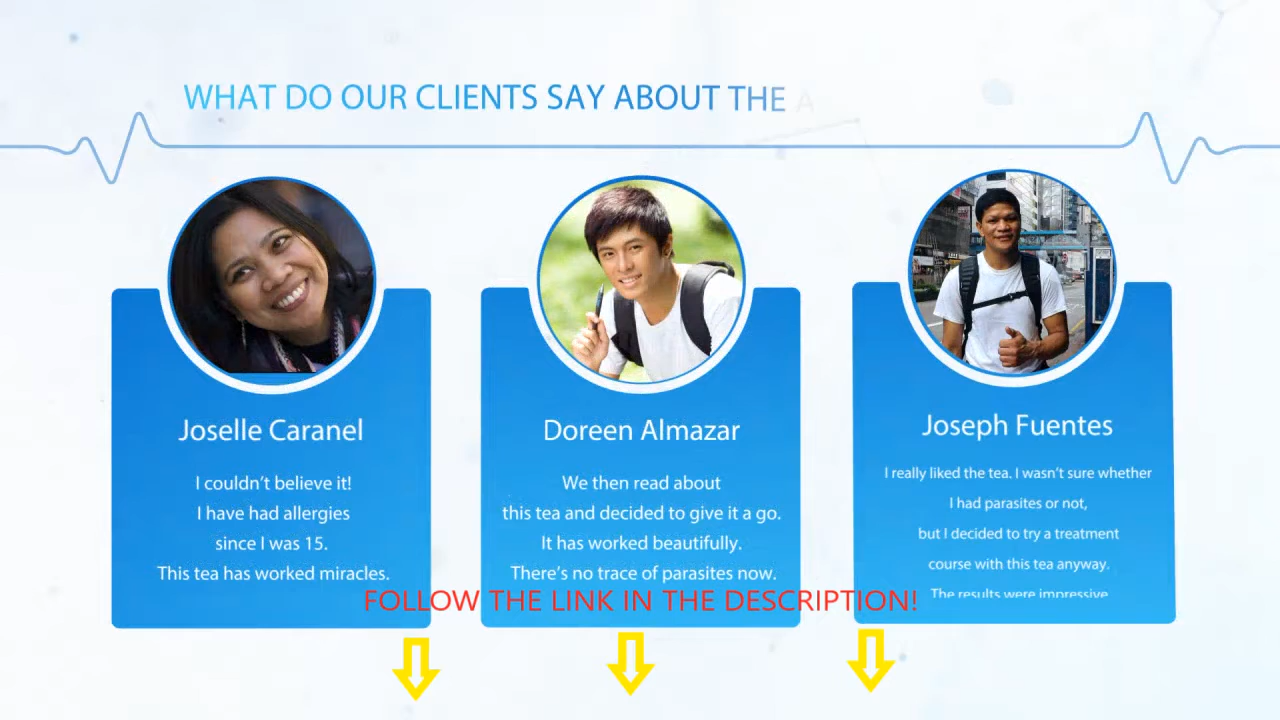 WHAT DO OUR CLIENTS SAY ABOUT THE A
Joselle Caranel
I couldn't believe it!
I have had allergies
since I was 15.
This tea has worked miracles.
Doreen Almazar
We then read about
this tea and decided to give it a go.
It has worked beautifully.
There's no trace of parasites now.
Joseph Fuentes
I really liked the tea. I wasn't sure whether
I had parasites or not,
but I decided to try a treatment
course with this tea anyway.
The results were impressive
FOLLOW THE LINK IN THE DESCRIPTION!